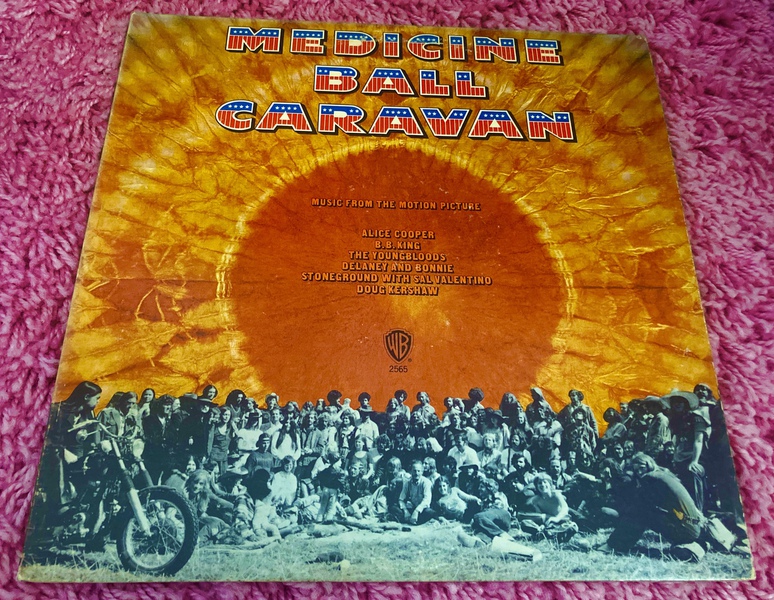 MEDICINE
BALL
CARAVAN
MUSIC FROM THE MOTION PICTURE
ALICE COOPER
B.B. KING
THE YOUNGBLOODS
DELANEY AND BONNIE
STONEGROUND WITH SAL VALENTINO
DOUG KERSHAW
WB
2565